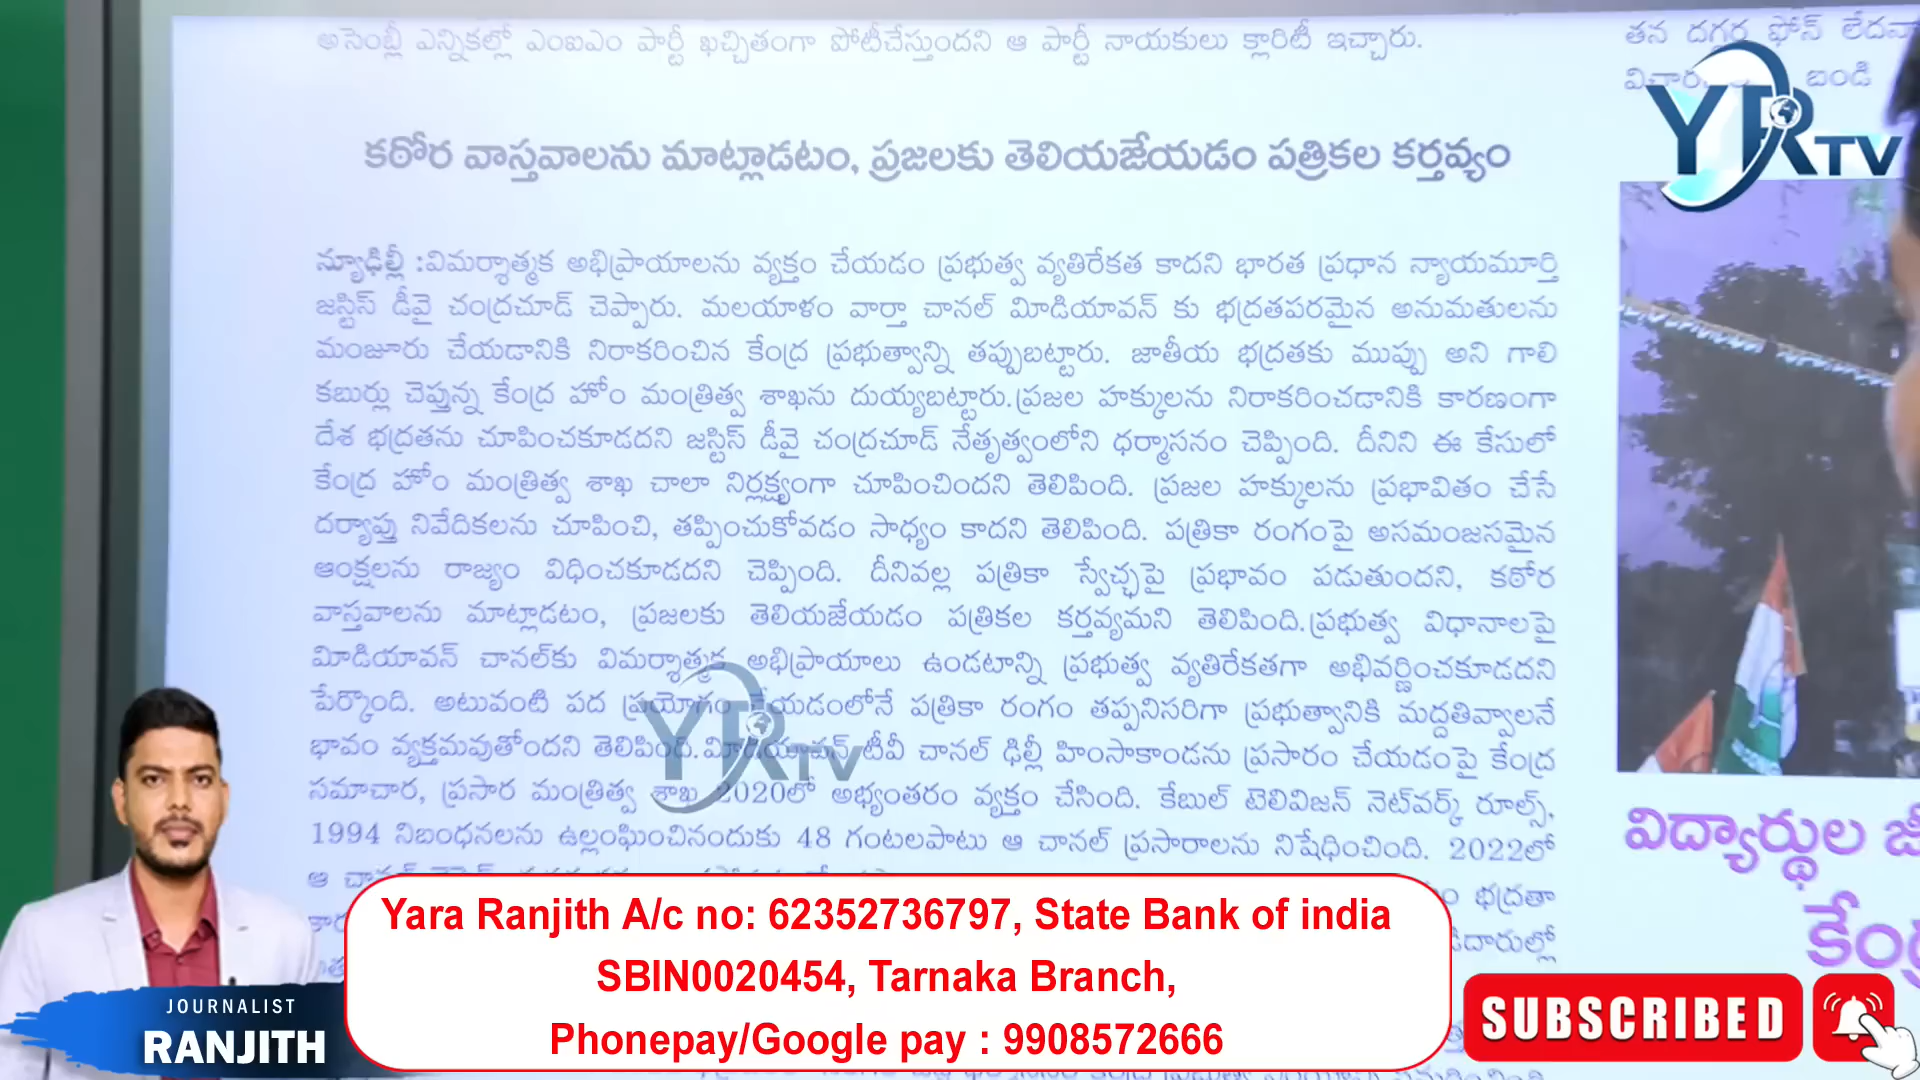 అసెంబ్లీ ఎన్నికల్లో ఎంఐఎం పార్టీ ఖచ్చితంగా పోటీచేస్తుందని ఆ పార్టీ నాయకులు క్లారిటీ ఇచ్చారు.
తన దగ్గర ఫోన్ లేదనా
బండి
YR TV
కఠోర వాస్తవాలను మాట్లాడటం, ప్రజలకు తెలియజేయడం పత్రికల కర్తవ్యం
న్యూఢిల్లీ :విమర్శాత్మక అభిప్రాయాలను వ్యక్తం చేయడం ప్రభుత్వ వ్యతిరేకత కాదని భారత ప్రధాన న్యాయమూర్తి
జస్టిస్ డీవై చంద్రచూడ్ చెప్పారు. మలయాళం వార్తా చానల్ మీడియావన్ కు భద్రతపరమైన అనుమతులను
మంజూరు చేయడానికి నిరాకరించిన కేంద్ర ప్రభుత్వాన్ని తప్పుబట్టారు. జాతీయ భద్రతకు ముప్పు అని గాలి
కబుర్లు చెప్తున్న కేంద్ర హోం మంత్రిత్వ శాఖను దుయ్యబట్టారు.ప్రజల హక్కులను నిరాకరించడానికి కారణంగా
దేశ భద్రతను చూపించకూడదని జస్టిస్ డీవై చంద్రచూడ్ నేతృత్వంలోని ధర్మాసనం చెప్పింది. దీనిని ఈ కేసులో
కేంద్ర హోం మంత్రిత్వ శాఖ చాలా నిర్లక్ష్యంగా చూపించిందని తెలిపింది. ప్రజల హక్కులను ప్రభావితం చేసే
దర్యాప్తు నివేదికలను చూపించి, తప్పించుకోవడం సాధ్యం కాదని తెలిపింది. పత్రికా రంగంపై అసమంజసమైన
ఆంక్షలను రాజ్యం విధించకూడదని చెప్పింది. దీనివల్ల పత్రికా స్వేచ్ఛపై ప్రభావం పడుతుందని, కఠోర
వాస్తవాలను మాట్లాడటం, ప్రజలకు తెలియజేయడం పత్రికల కర్తవ్యమని తెలిపింది.ప్రభుత్వ విధానాలపై
మీడియావన్ చానల్‌కు విమర్శాత్మక అభిప్రాయాలు ఉండటాన్ని ప్రభుత్వ వ్యతిరేకతగా అభివర్ణించకూడదని
పేర్కొంది. అటువంటి పద ప్రయోగం చేయడంలోనే పత్రికా రంగం తప్పనిసరిగా ప్రభుత్వానికి మద్దతివ్వాలనే
భావం వ్యక్తమవుతోందని తెలిపింది.మీడియావన్ టీవీ చానల్ ఢిల్లీ హింసాకాండను ప్రసారం చేయడంపై కేంద్ర
సమాచార, ప్రసార మంత్రిత్వ శాఖ 2020లో అభ్యంతరం వ్యక్తం చేసింది. కేబుల్ టెలివిజన్ నెట్‌వర్క్ రూల్స్,
1994 నిబంధనలను ఉల్లంఘించినందుకు 48 గంటలపాటు ఆ చానల్ ప్రసారాలను నిషేధించింది. 2022లో
భద్రతా
YR TV
విద్యార్థుల
Yara Ranjith A/c no: 62352736797, State Bank of india
SBIN0020454, Tarnaka Branch,
Phonepay/Google pay : 9908572666
JOURNALIST
RANJITH
SUBSCRIBED